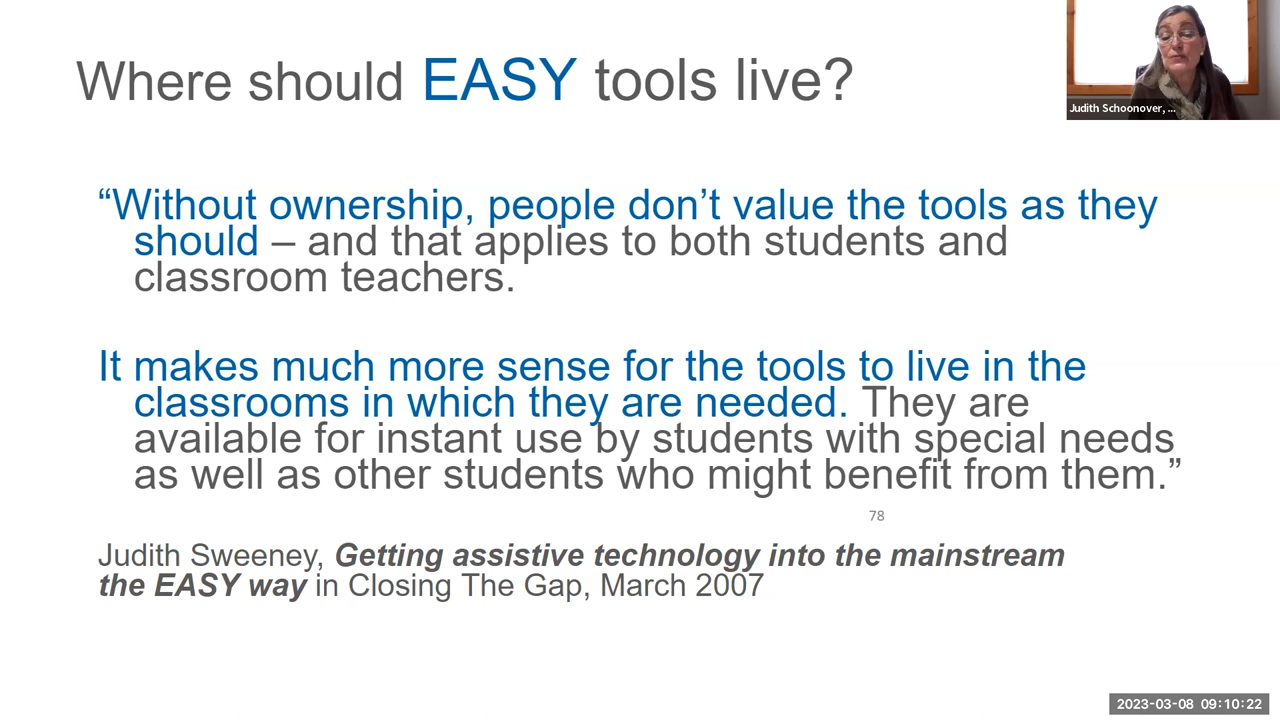 Where should EASY tools live?
Judith Schoonover, ...
“Without ownership, people don’t value the tools as they
should – and that applies to both students and
classroom teachers.
It makes much more sense for the tools to live in the
classrooms in which they are needed. They are
available for instant use by students with special needs
as well as other students who might benefit from them.”
78
Judith Sweeney, Getting assistive technology into the mainstream
the EASY way in Closing The Gap, March 2007
2023-03-08 09:10:22